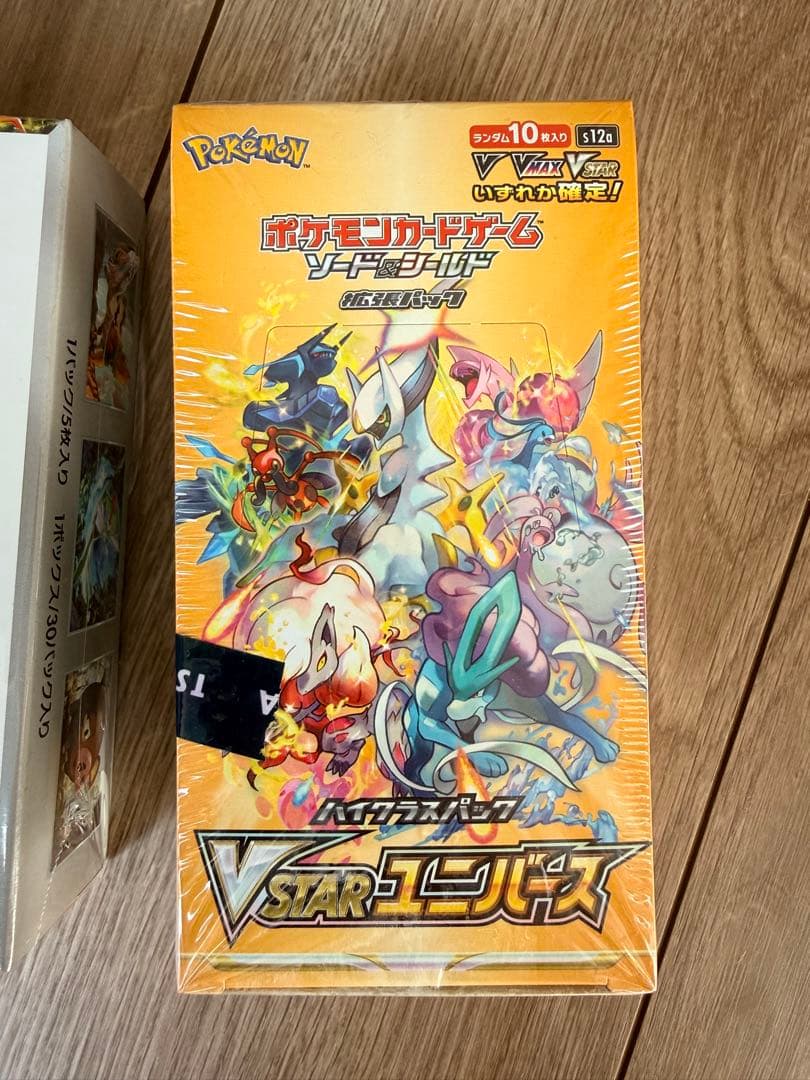 POKéMON™
ランダム10枚入り s12a
V VMAX VSTAR
いずれか確定!
ポケモンカードゲーム™
ソード&シールド
拡張パック
TS A
ハイクラスパック
VSTARユニバース
1パック/5枚入り 1ボックス/30パック入り